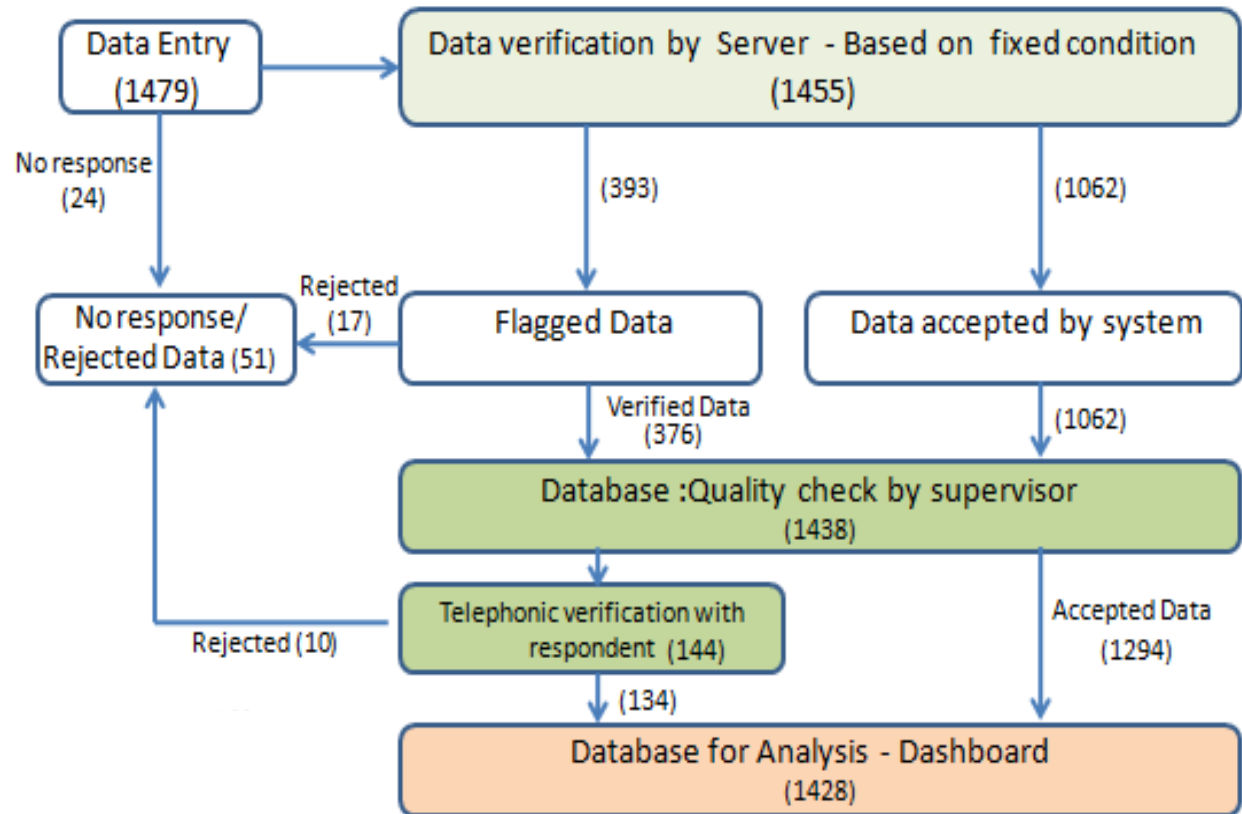 Data Entry
(1479)
Data verification by Server - Based on fixed condition
(1455)
No response
(24)
(393)
(1062)
No response/
Rejected Data (51)
Rejected
(17)
Flagged Data
Data accepted by system
Verified Data
(376)
(1062)
Database :Quality check by supervisor
(1438)
Telephonic verification with
respondent (144)
Rejected (10)
Accepted Data
(1294)
(134)
Database for Analysis - Dashboard
(1428)